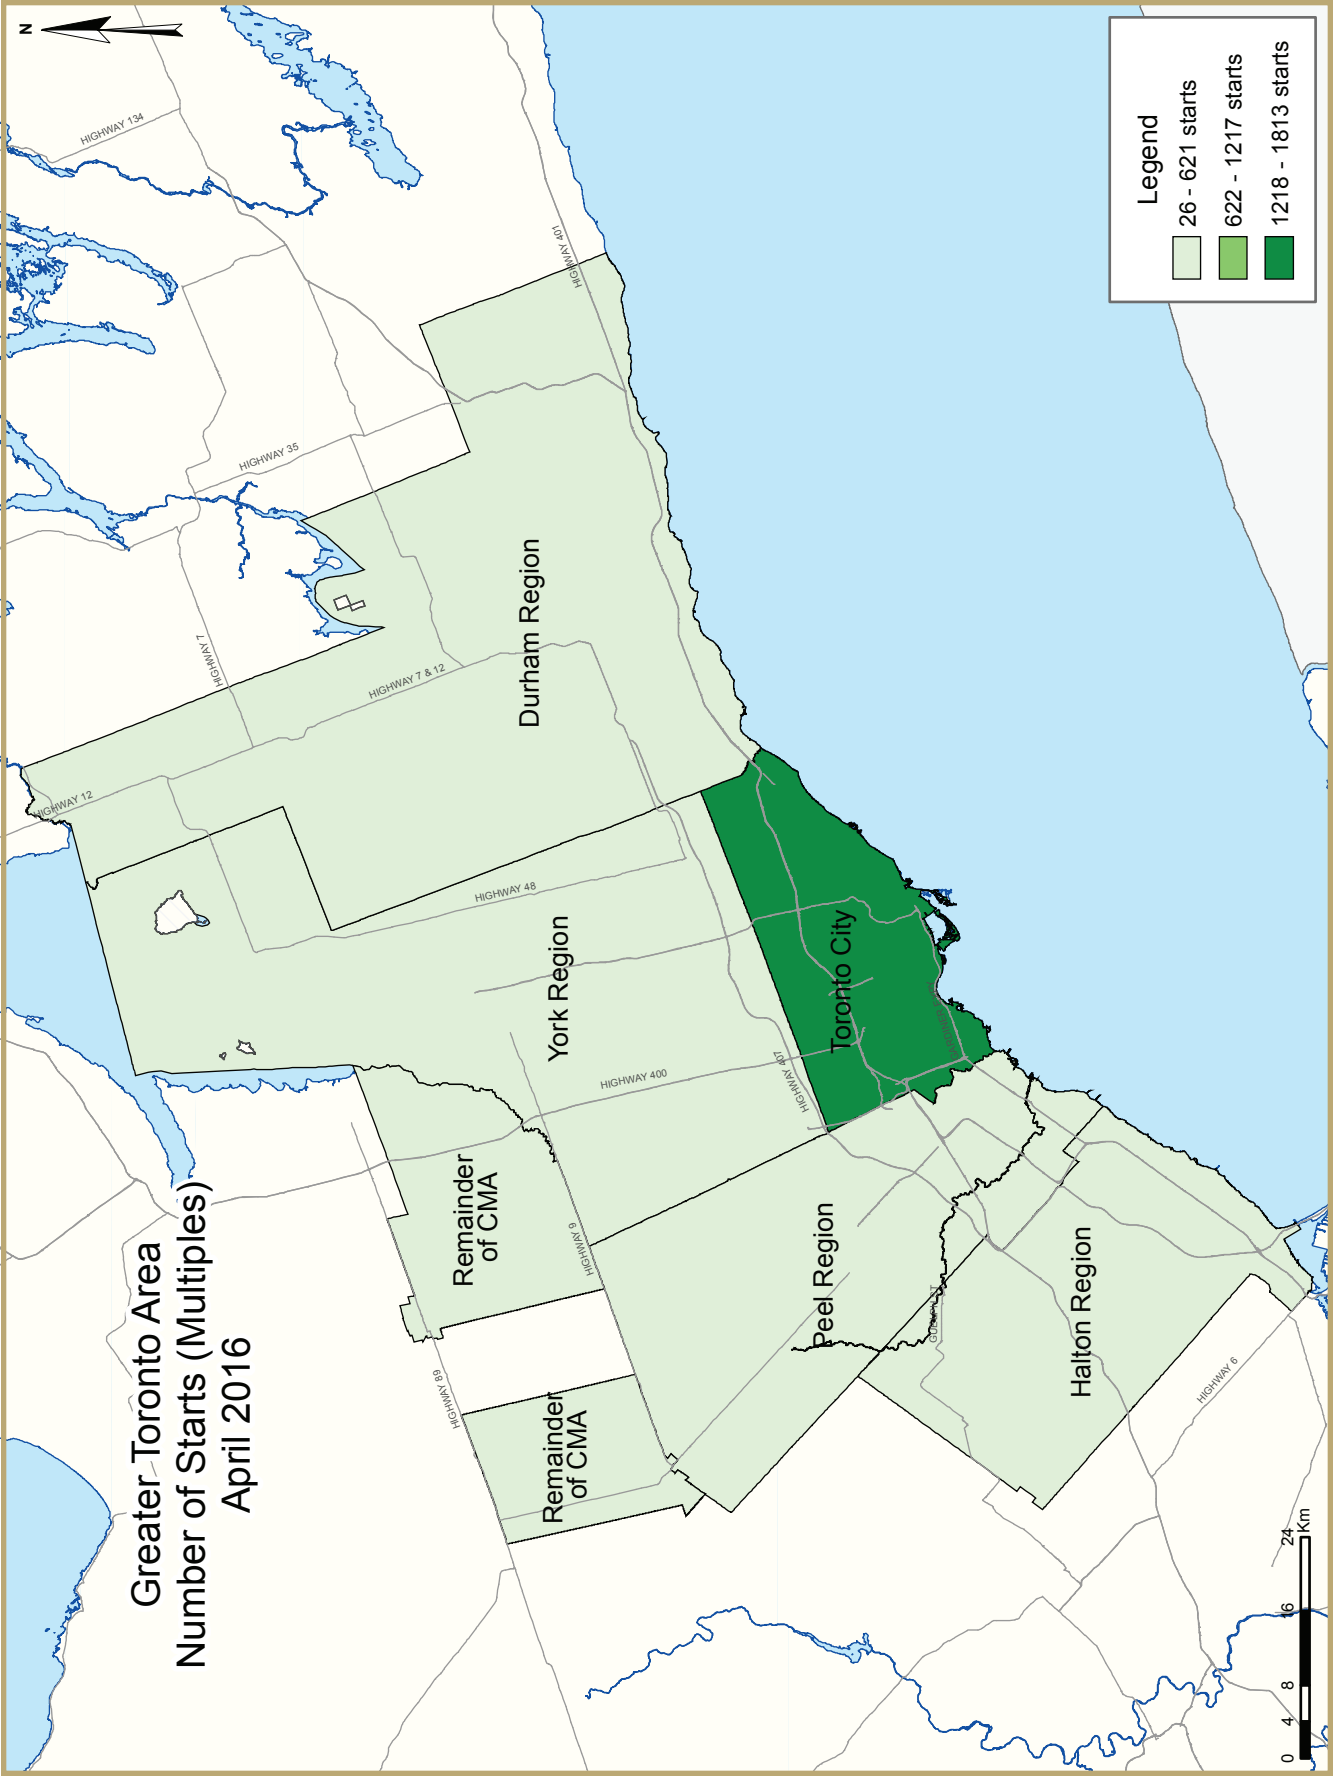 Greater Toronto Area
Number of Starts (Multiples)
April 2016
N
HIGHWAY 134
HIGHWAY 401
HIGHWAY 35
HIGHWAY 7
HIGHWAY 7 & 12
HIGHWAY 12
Durham Region
HIGHWAY 48
York Region
Toronto City
HIGHWAY 400
HIGHWAY 407
Remainder
of CMA
HIGHWAY 9
HIGHWAY 89
Remainder
of CMA
Peel Region
Halton Region
HIGHWAY 6
Legend
26 - 621 starts
622 - 1217 starts
1218 - 1813 starts
0 4 8 16 24
Km